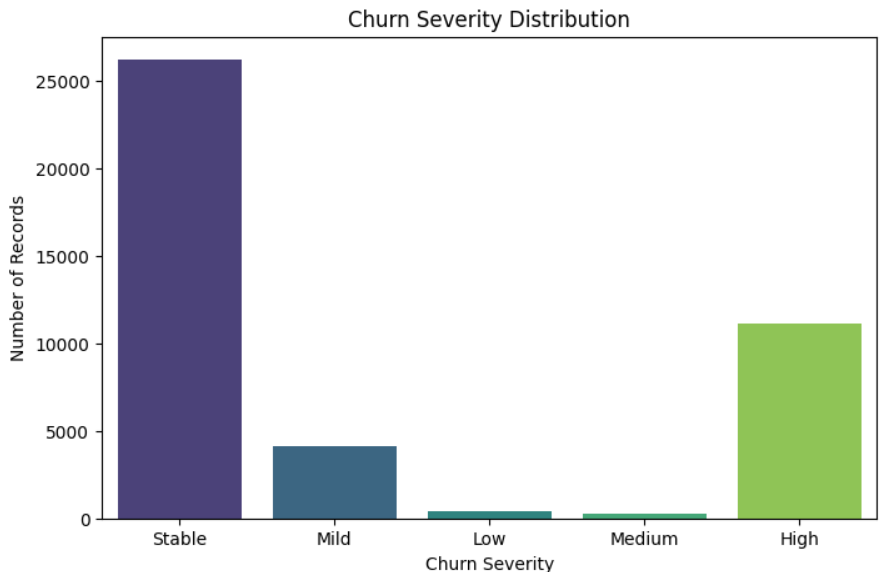 Churn Severity Distribution
Number of Records
25000
20000
15000
10000
5000
0
Stable Mild Low Medium High
Churn Severity